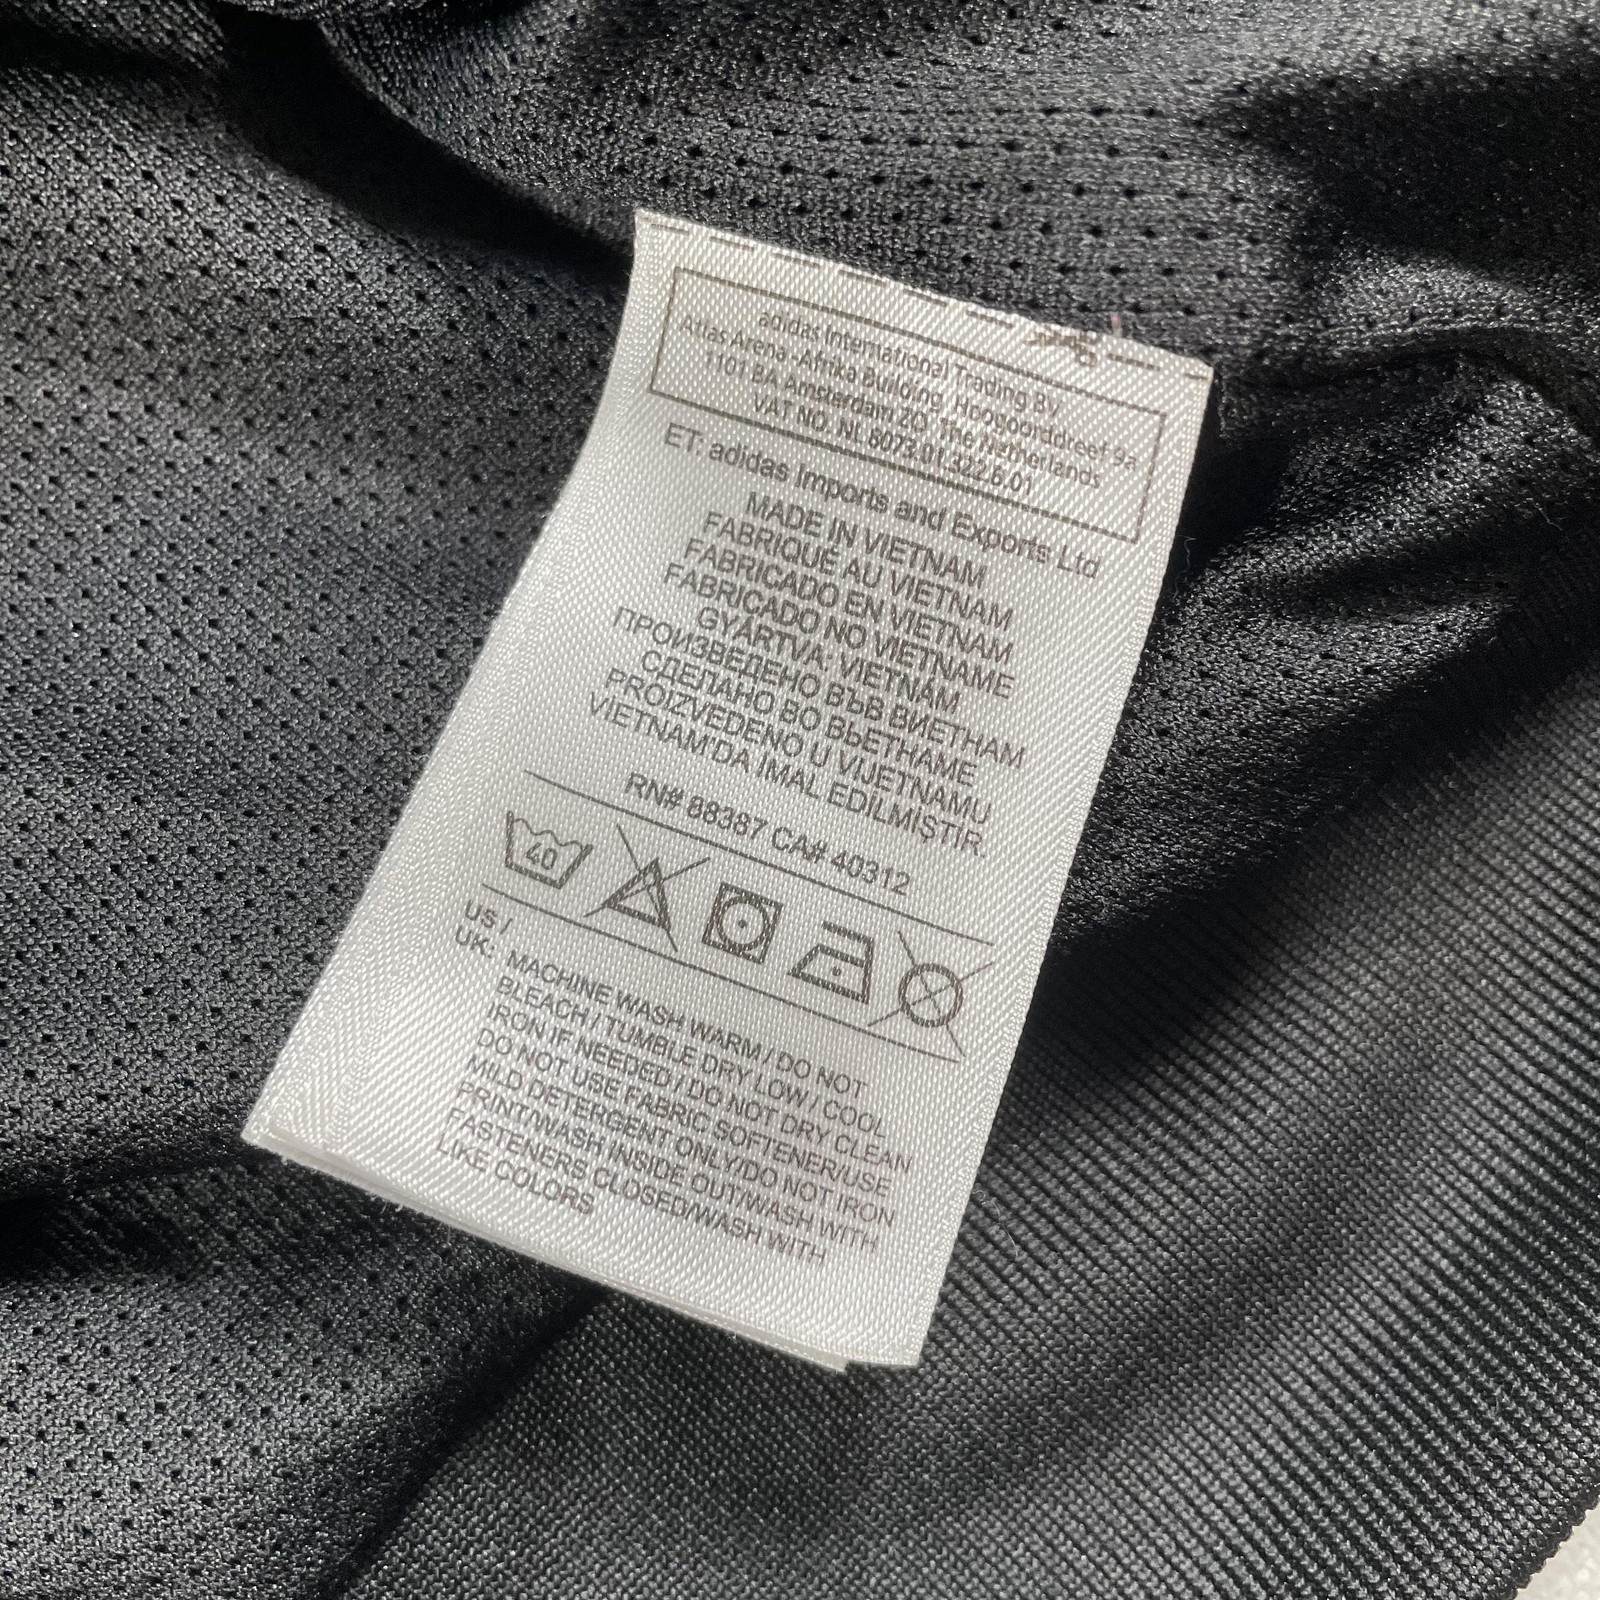 adidas International Trading BV
Atlas Arena-Afrika Building, Hoogoorddreef 9a
1101 BA Amsterdam ZO, The Netherlands
VAT NO. NL 8073.01.322.B.01
ET. adidas Imports and Exports Ltd
MADE IN VIETNAM
FABRIQUÉ AU VIETNAM
FABRICADO EN VIETNAM
FABRICADO NO VIETNAME
GYÁRTVA: VIETNÁM
ПРОИЗВЕДЕНО ВЪВ ВИЕТНАМ
СДЕЛАНО ВО ВЬЕТНАМЕ
PROIZVEDENO U VIJETNAMU
VIETNAM'DA İMAL EDİLMİŞTİR.
RN# 88387 CA# 40312
40
US /
UK: MACHINE WASH WARM / DO NOT
BLEACH / TUMBLE DRY LOW / COOL
IRON IF NEEDED / DO NOT DRY CLEAN
DO NOT USE FABRIC SOFTENER/USE
MILD DETERGENT ONLY/DO NOT IRON
PRINT/WASH INSIDE OUT/WASH WITH
FASTENERS CLOSED/WASH WITH
LIKE COLORS